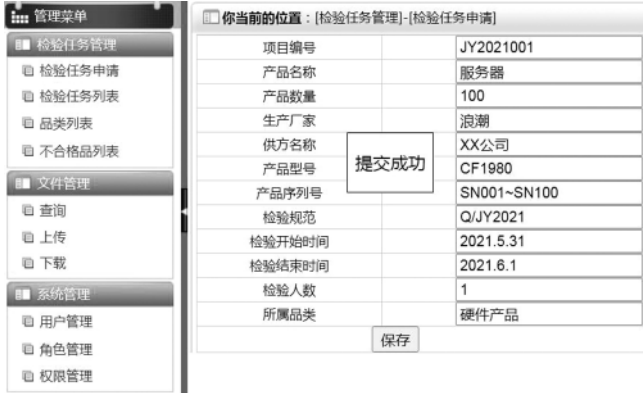 管理菜单
检验任务管理
检验任务申请
检验任务列表
品类列表
不合格品列表
文件管理
查询
上传
下载
系统管理
用户管理
角色管理
权限管理
你当前的位置：[检验任务管理]-[检验任务申请]
项目编号 JY2021001
产品名称 服务器
产品数量 100
生产厂家 浪潮
供方名称 XX公司
提交成功
产品型号 CF1980
产品序列号 SN001~SN100
检验规范 Q/JY2021
检验开始时间 2021.5.31
检验结束时间 2021.6.1
检验人数 1
所属品类 硬件产品
保存